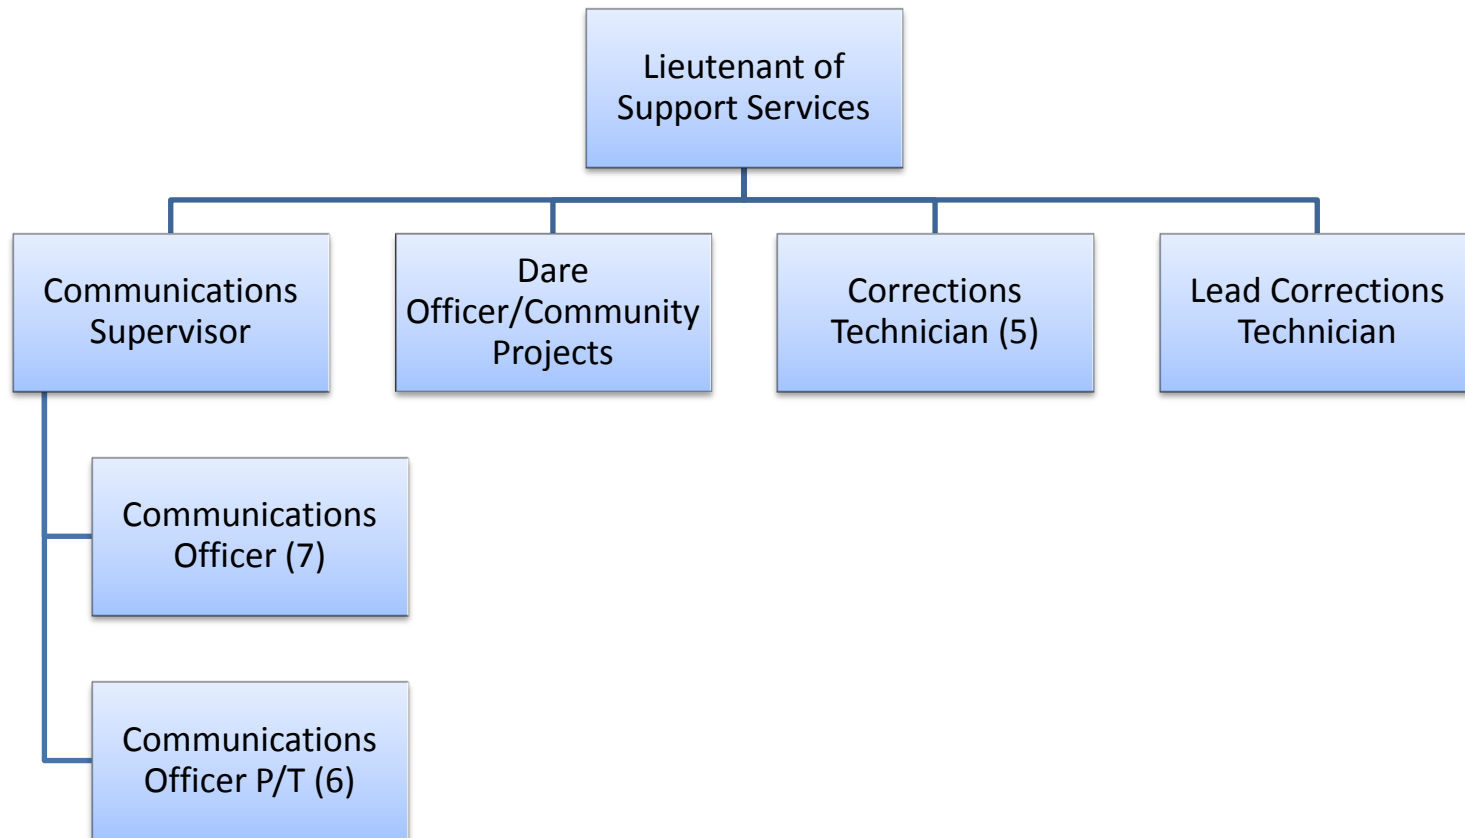 Lieutenant of
Support Services
Communications
Supervisor
Dare
Officer/Community
Projects
Corrections
Technician (5)
Lead Corrections
Technician
Communications
Officer (7)
Communications
Officer P/T (6)